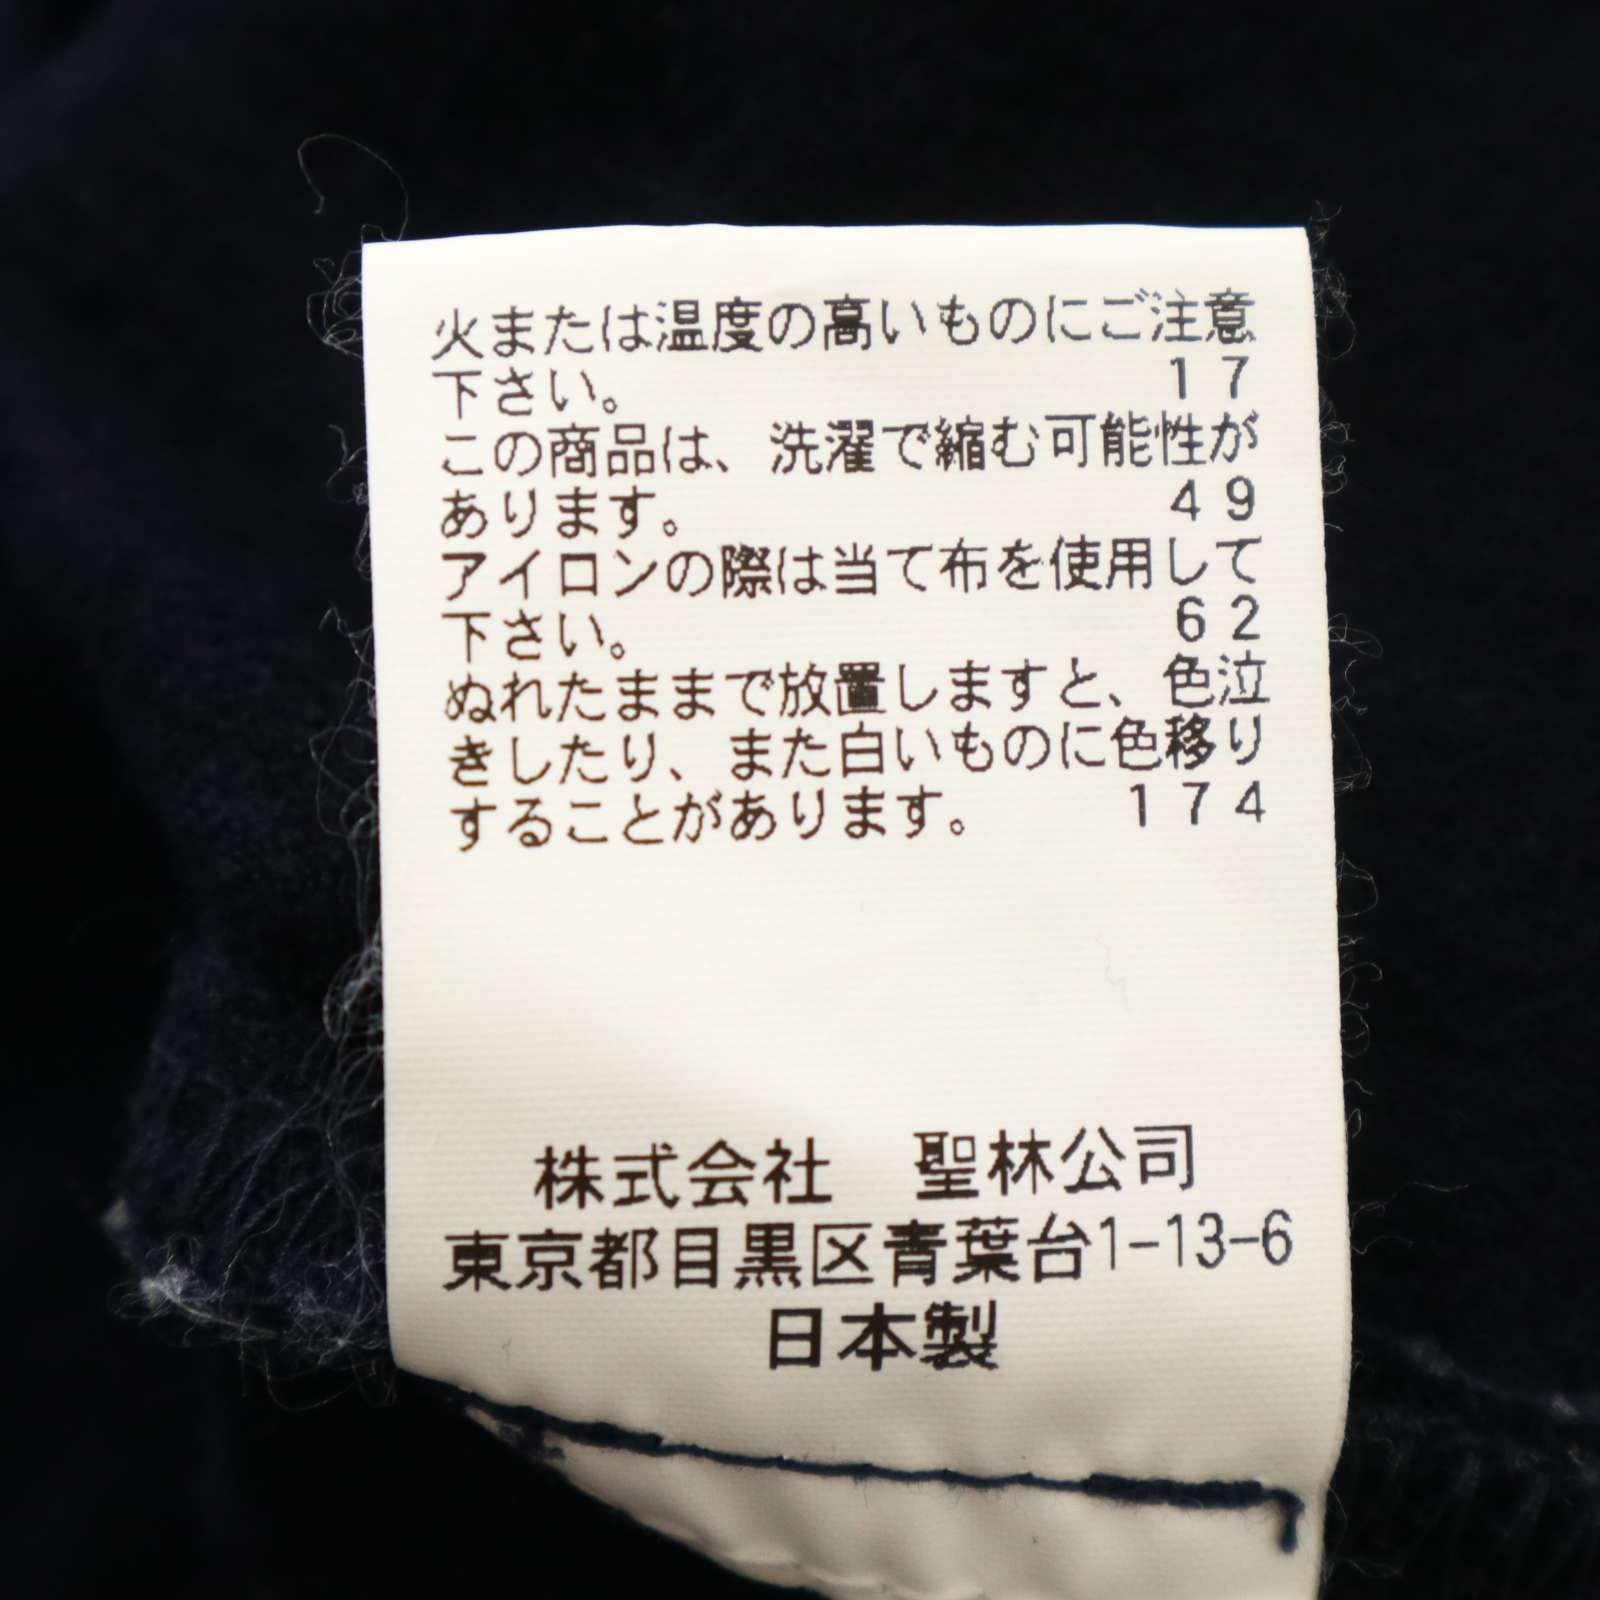 火または温度の高いものにご注意
下さい。 17
この商品は、洗濯で縮む可能性が
あります。 49
アイロンの際は当て布を使用して
下さい。 62
ぬれたままで放置しますと、色泣
きしたり、また白いものに色移り
することがあります。 174
株式会社 聖林公司
東京都目黒区青葉台1-13-6
日本製